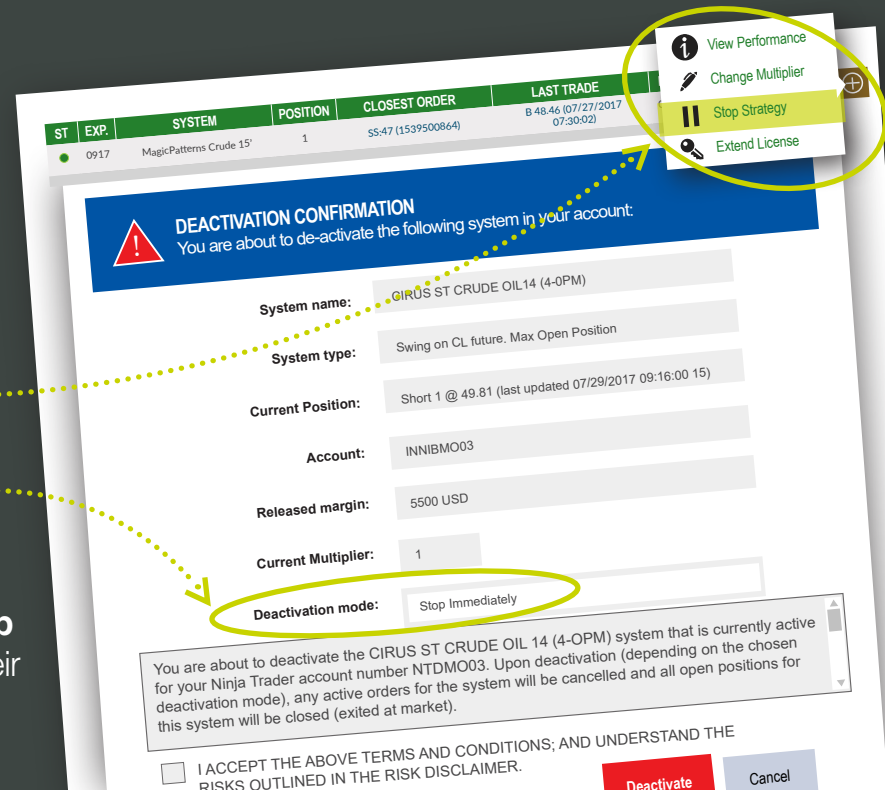 View Performance
Change Multiplier
Stop Strategy
Extend License
ST EXP. SYSTEM POSITION CLOSEST ORDER LAST TRADE
0917 MagicPatterns Crude 15' 1 SS:47 (1539500864) B 48.46 (07/27/2017
07:30:02)
DEACTIVATION CONFIRMATION
You are about to de-activate the following system in your account:
System name: CIRUS ST CRUDE OIL14 (4-0PM)
System type: Swing on CL future. Max Open Position
Current Position: Short 1 @ 49.81 (last updated 07/29/2017 09:16:00 15)
Account: INNIBMO03
Released margin: 5500 USD
Current Multiplier: 1
Deactivation mode: Stop Immediately
You are about to deactivate the CIRUS ST CRUDE OIL 14 (4-OPM) system that is currently active
for your Ninja Trader account number NTDMO03. Upon deactivation (depending on the chosen
deactivation mode), any active orders for the system will be cancelled and all open positions for
this system will be closed (exited at market).
I ACCEPT THE ABOVE TERMS AND CONDITIONS; AND UNDERSTAND THE
RISKS OUTLINED IN THE RISK DISCLAIMER.
Deactivate Cancel